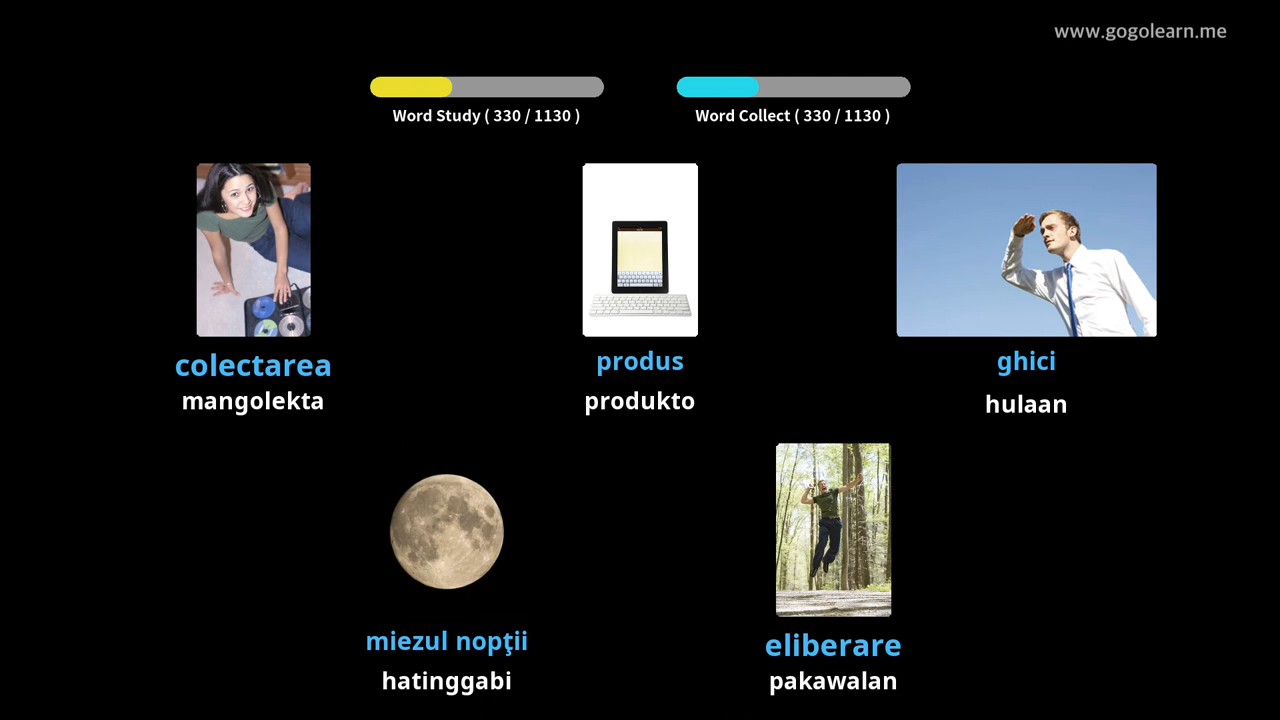 www.gogolearn.me
Word Study ( 330 / 1130 )
Word Collect ( 330 / 1130 )
colectarea
mangolekta
produs
produkto
ghici
hulaan
miezul nopţii
hatinggabi
eliberare
pakawalan